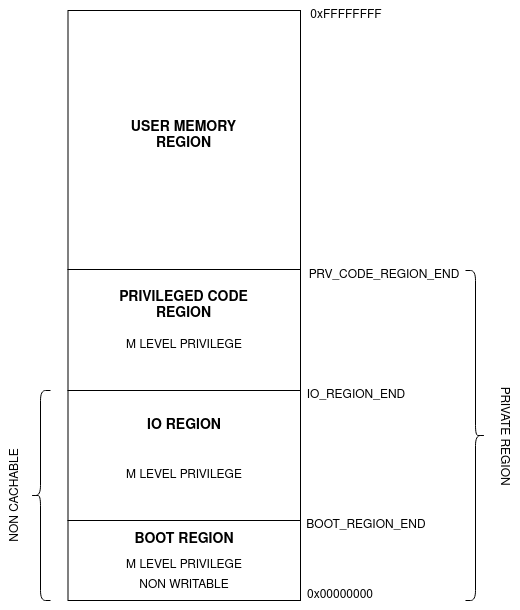 0xFFFFFFFF
USER MEMORY
REGION
PRV_CODE_REGION_END
PRIVILEGED CODE
REGION
M LEVEL PRIVILEGE
IO_REGION_END
IO REGION
M LEVEL PRIVILEGE
BOOT_REGION_END
BOOT REGION
M LEVEL PRIVILEGE
NON WRITABLE
0x00000000
NON CACHABLE
PRIVATE REGION